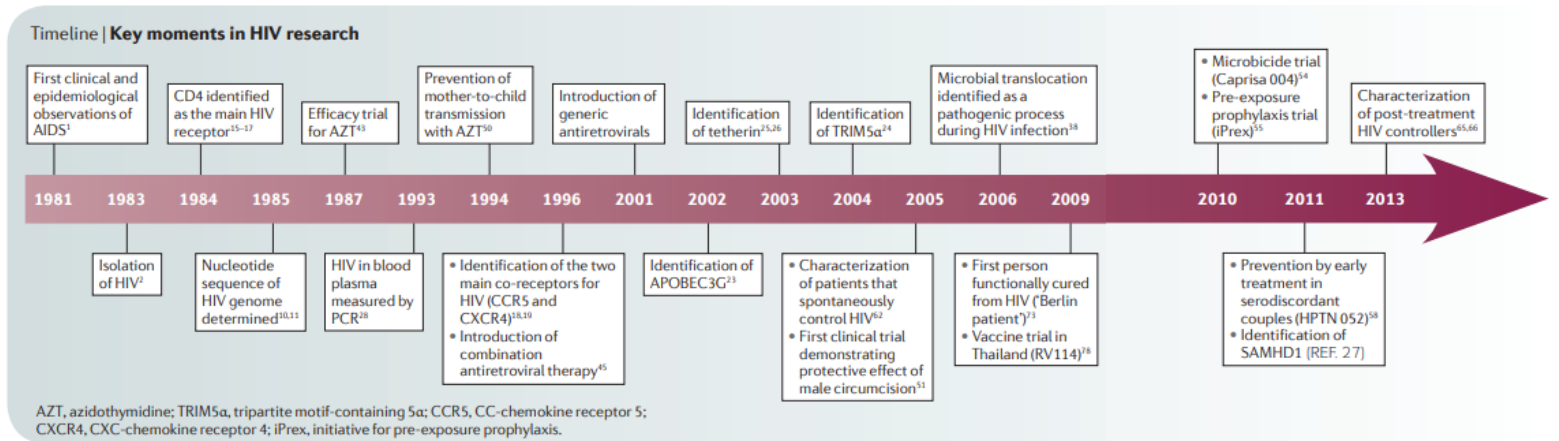 Timeline | Key moments in HIV research
First clinical and
epidemiological
observations of
AIDS¹
CD4 identified
as the main HIV
receptor¹⁵⁻¹⁷
Efficacy trial
for AZT⁴³
Prevention of
mother-to-child
transmission
with AZT⁵⁰
Introduction of
generic
antiretrovirals
Identification
of tetherin²⁵,²⁶
Identification
of TRIM5α²⁴
Microbial translocation
identified as a
pathogenic process
during HIV infection³⁸
• Microbicide trial
(Caprisa 004)⁵⁴
• Pre-exposure
prophylaxis trial
(iPrex)⁵⁵
Characterization
of post-treatment
HIV controllers⁶⁵,⁶⁶
1981 1983 1984 1985 1987 1993 1994 1996 2001 2002 2003 2004 2005 2006 2009 2010 2011 2013
Isolation
of HIV²
Nucleotide
sequence of
HIV genome
determined¹⁰,¹¹
HIV in blood
plasma
measured by
PCR²⁸
• Identification of the two
main co-receptors for
HIV (CCR5 and
CXCR4)¹⁸,¹⁹
• Introduction of
combination
antiretroviral therapy⁴⁵
Identification of
APOBEC3G²³
• Characterization
of patients that
spontaneously
control HIV⁶²
• First clinical trial
demonstrating
protective effect of
male circumcision⁵¹
• First person
functionally cured
from HIV ('Berlin
patient')⁷³
• Vaccine trial in
Thailand (RV114)⁷⁸
• Prevention by early
treatment in
serodiscordant
couples (HPTN 052)⁵⁸
• Identification of
SAMHD1 (REF. 27)
AZT, azidothymidine; TRIM5α, tripartite motif-containing 5α; CCR5, CC-chemokine receptor 5;
CXCR4, CXC-chemokine receptor 4; iPrex, initiative for pre-exposure prophylaxis.